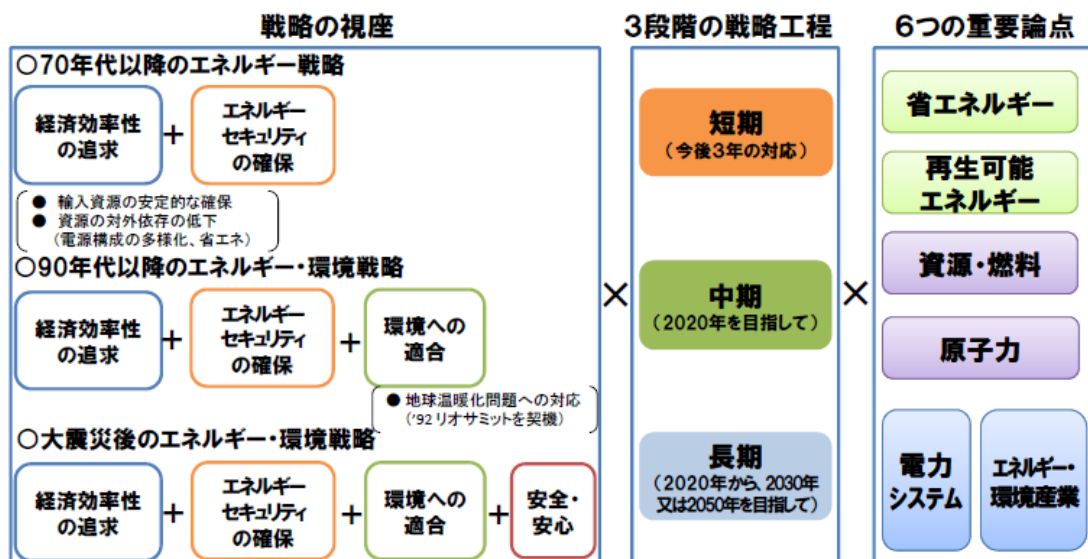 戦略の視座
○70年代以降のエネルギー戦略
経済効率性
の追求
+
エネルギー
セキュリティ
の確保
● 輸入資源の安定的な確保
● 資源の対外依存の低下
(電源構成の多様化、省エネ)
○90年代以降のエネルギー・環境戦略
経済効率性
の追求
+
エネルギー
セキュリティ
の確保
+
環境への
適合
● 地球温暖化問題への対応
('92 リオサミットを契機)
○大震災後のエネルギー・環境戦略
経済効率性
の追求
+
エネルギー
セキュリティ
の確保
+
環境への
適合
+
安全・
安心
×
3段階の戦略工程
短期
(今後3年の対応)
中期
(2020年を目指して)
長期
(2020年から、2030年
又は2050年を目指して)
×
6つの重要論点
省エネルギー
再生可能
エネルギー
資源・燃料
原子力
電力
システム
エネルギー・
環境産業